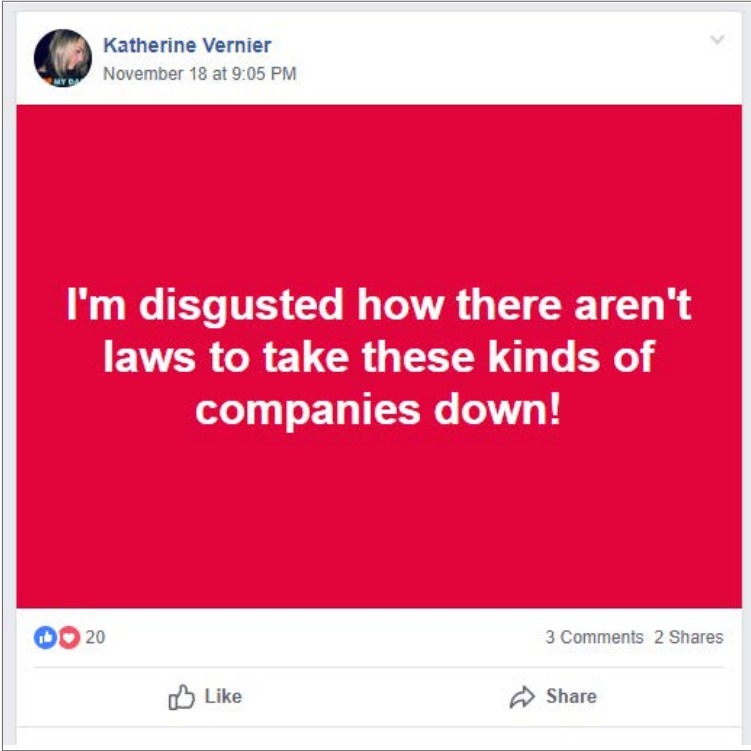 Katherine Vernier
November 18 at 9:05 PM
I'm disgusted how there aren't
laws to take these kinds of
companies down!
20
3 Comments 2 Shares
Like
Share